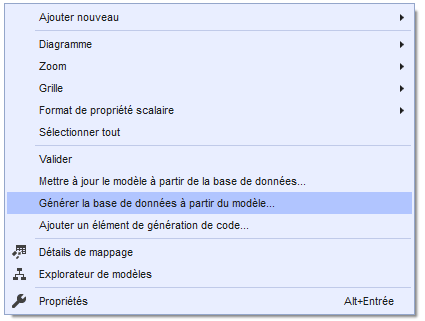 Ajouter nouveau
Diagramme
Zoom
Grille
Format de propriété scalaire
Sélectionner tout
Valider
Mettre à jour le modèle à partir de la base de données...
Générer la base de données à partir du modèle...
Ajouter un élément de génération de code...
Détails de mappage
Explorateur de modèles
Propriétés Alt+Entrée